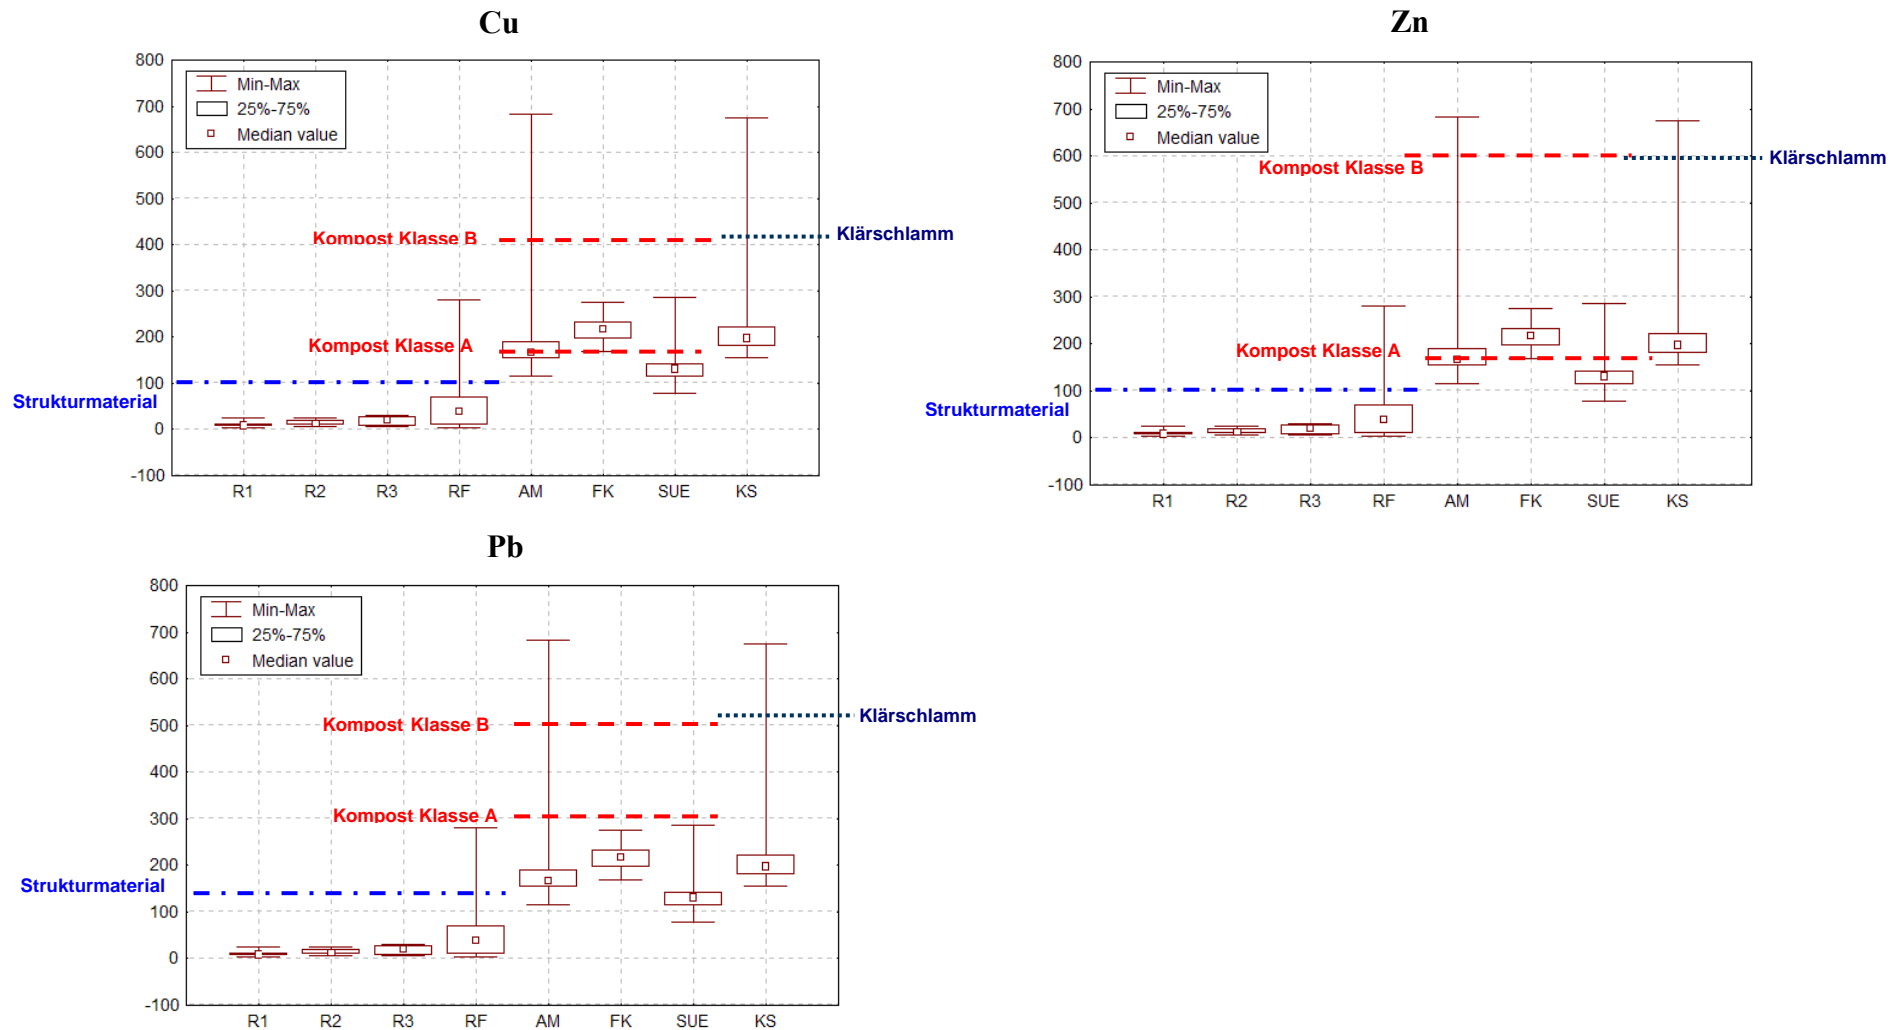 Cu
800
700
600
500
400
300
200
100
0
-100
Min-Max
25%-75%
Median value
Kompost Klasse B
Klärschlamm
Kompost Klasse A
Strukturmaterial
R1 R2 R3 RF AM FK SUE KS
Zn
800
700
600
500
400
300
200
100
0
-100
Min-Max
25%-75%
Median value
Kompost Klasse B
Klärschlamm
Kompost Klasse A
Strukturmaterial
R1 R2 R3 RF AM FK SUE KS
Pb
800
700
600
500
400
300
200
100
0
-100
Min-Max
25%-75%
Median value
Kompost Klasse B
Klärschlamm
Kompost Klasse A
Strukturmaterial
R1 R2 R3 RF AM FK SUE KS